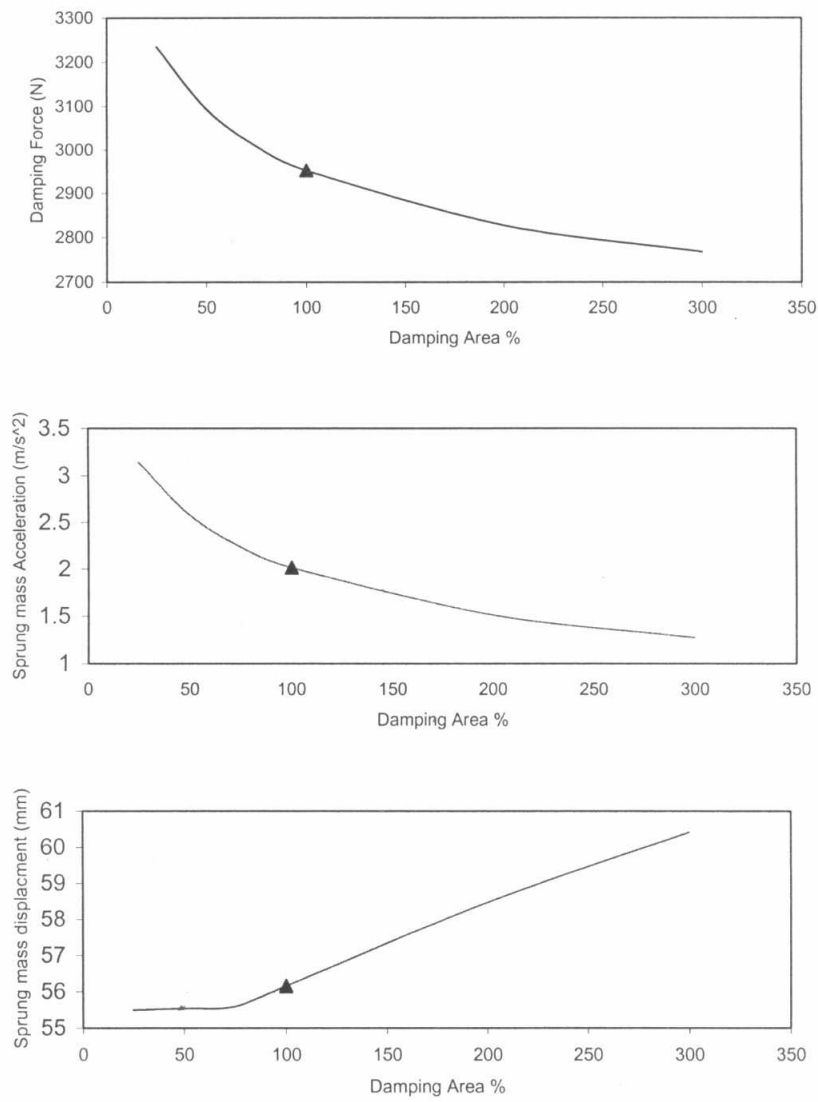 3300
3200
3100
3000
2900
2800
2700
Damping Force (N)
0 50 100 150 200 250 300 350
Damping Area %
3.5
3
2.5
2
1.5
1
Sprung mass Acceleration (m/s^2)
0 50 100 150 200 250 300 350
Damping Area %
61
60
59
58
57
56
55
Sprung mass displacment (mm)
0 50 100 150 200 250 300 350
Damping Area %